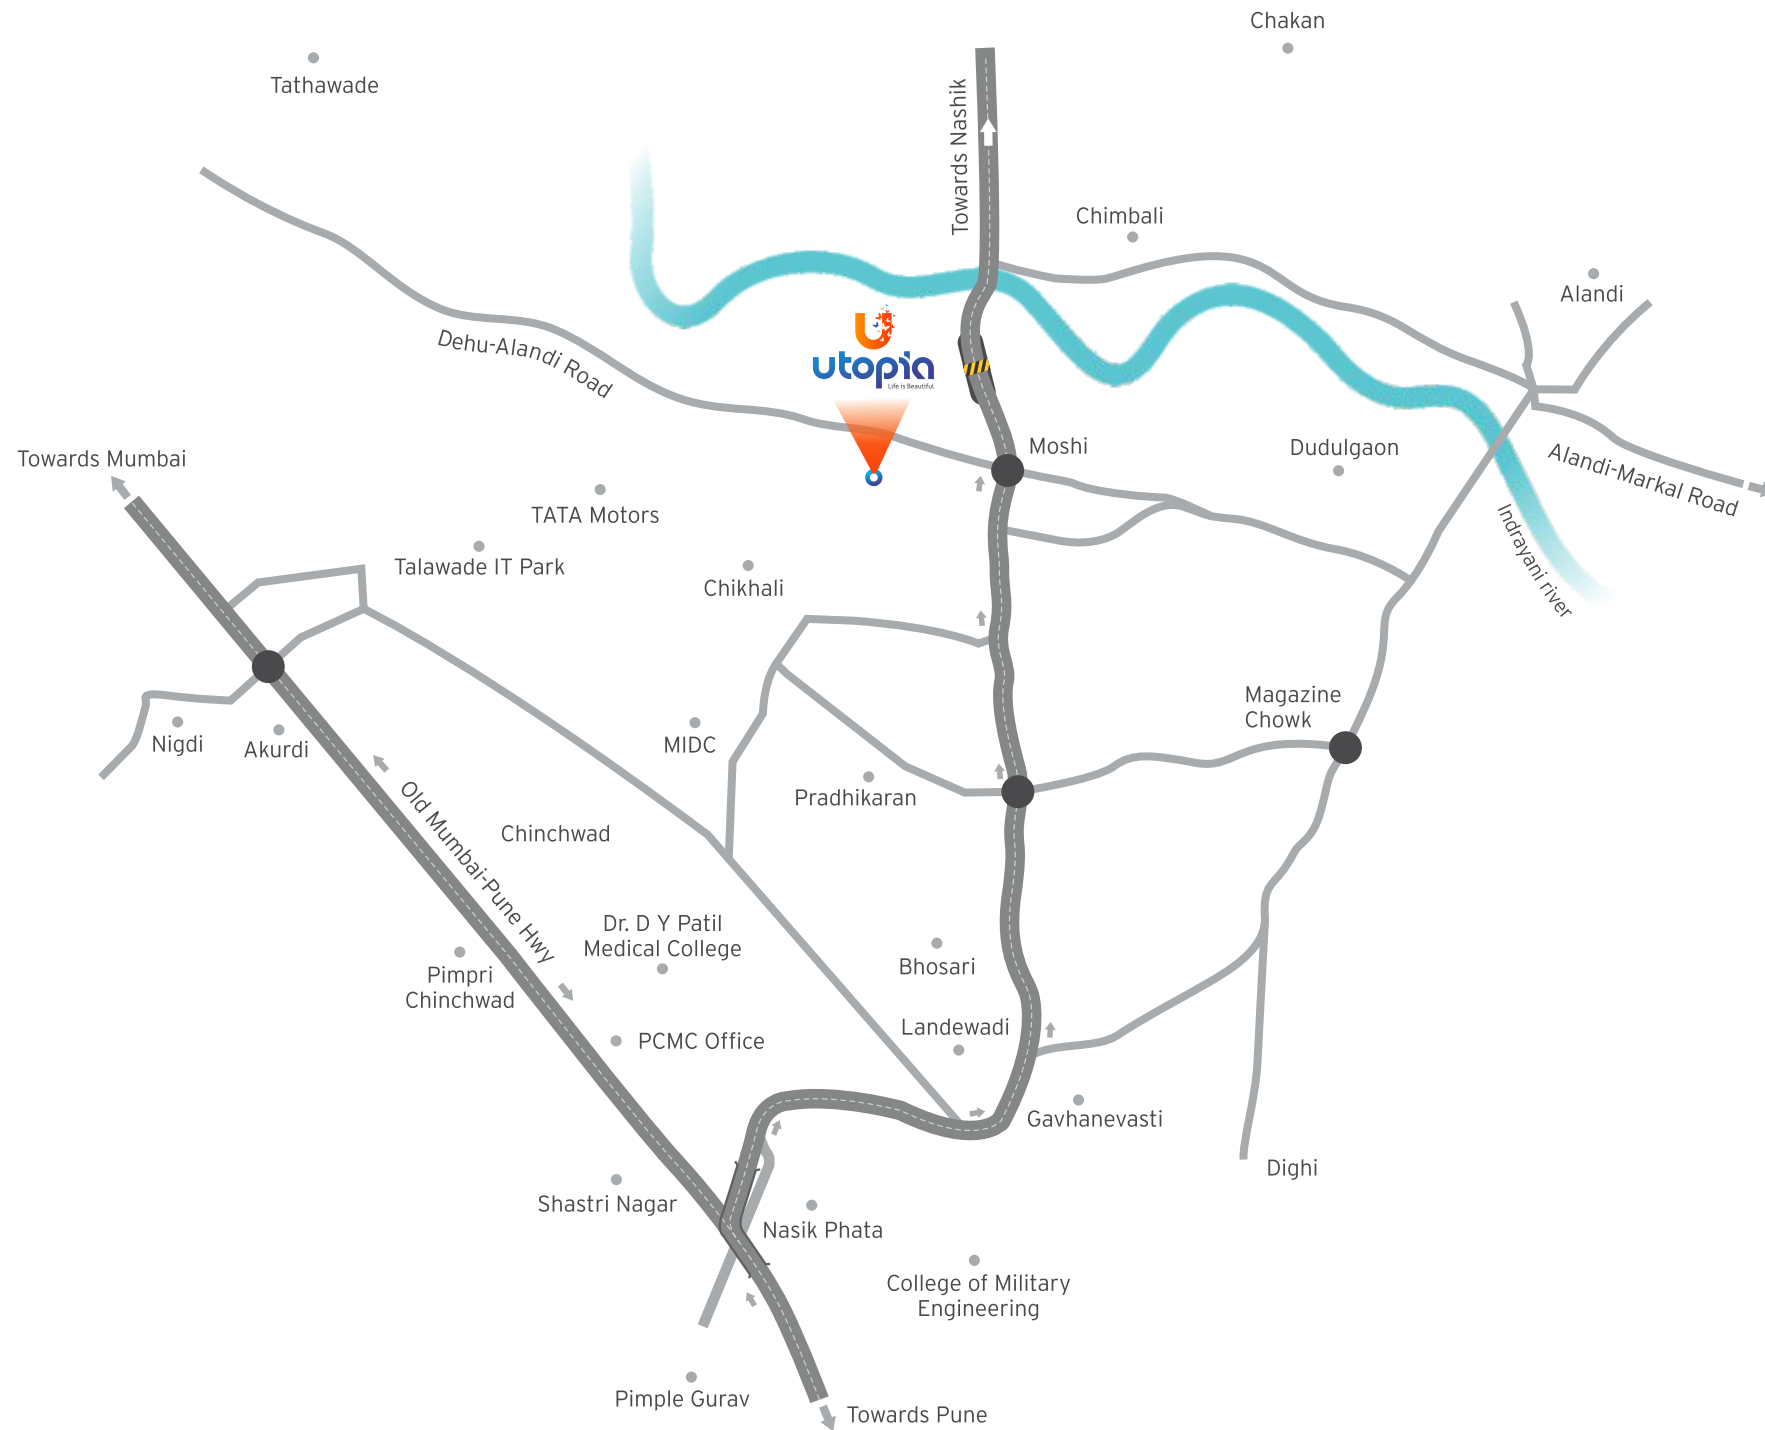 Chakan
Tathawade
Towards Nashik
Chimbali
Alandi
utopia
Life is Beautiful
Dehu-Alandi Road
Moshi
Dudulgaon
Alandi-Markal Road
Towards Mumbai
TATA Motors
Talawade IT Park
Chikhali
Indrayani river
Magazine
Chowk
Nigdi
Akurdi
MIDC
Pradhikaran
Old Mumbai-Pune Hwy
Chinchwad
Dr. D Y Patil
Medical College
Pimpri
Chinchwad
Bhosari
PCMC Office
Landewadi
Gavhanevasti
Dighi
Shastri Nagar
Nasik Phata
College of Military
Engineering
Pimple Gurav
Towards Pune